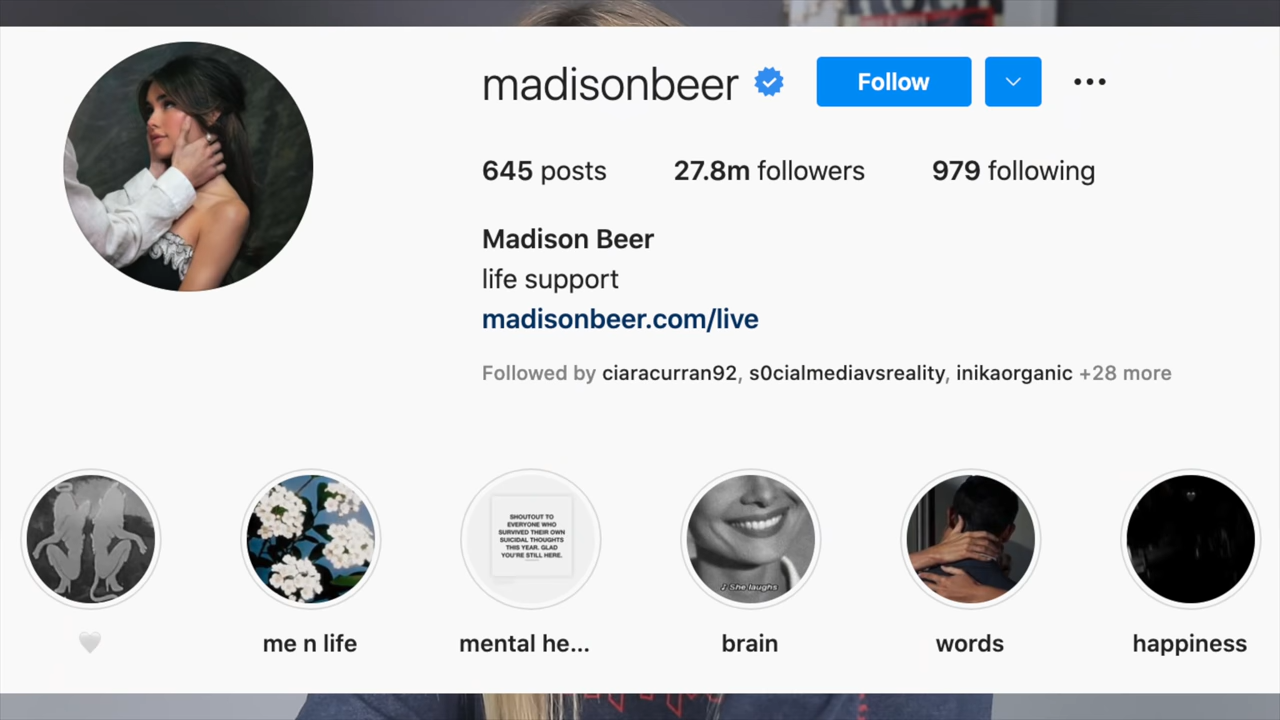 madisonbeer
Follow
645 posts 27.8m followers 979 following
Madison Beer
life support
madisonbeer.com/live
Followed by ciaracurran92, s0cialmediavsreality, inikaorganic +28 more
SHOUTOUT TO
EVERYONE WHO
SURVIVED THEIR OWN
SUICIDAL THOUGHTS
THIS YEAR. GLAD
YOU'RE STILL HERE.
♪ She laughs
🤍 me n life mental he... brain words happiness